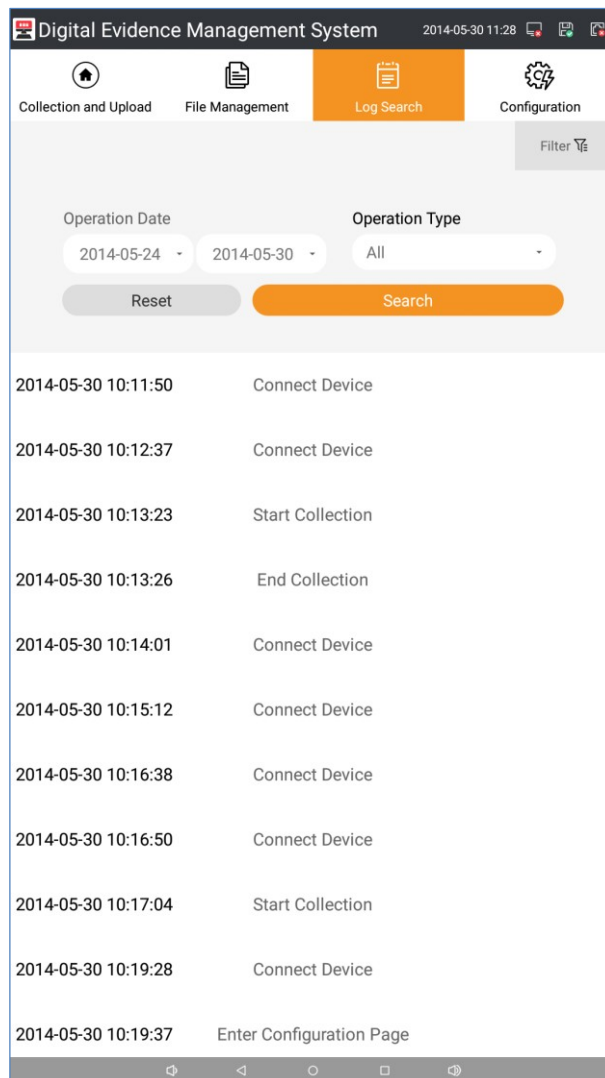 Digital Evidence Management System 2014-05-30 11:28
Collection and Upload File Management Log Search Configuration
Filter
Operation Date Operation Type
2014-05-24 2014-05-30 All
Reset Search
2014-05-30 10:11:50 Connect Device
2014-05-30 10:12:37 Connect Device
2014-05-30 10:13:23 Start Collection
2014-05-30 10:13:26 End Collection
2014-05-30 10:14:01 Connect Device
2014-05-30 10:15:12 Connect Device
2014-05-30 10:16:38 Connect Device
2014-05-30 10:16:50 Connect Device
2014-05-30 10:17:04 Start Collection
2014-05-30 10:19:28 Connect Device
2014-05-30 10:19:37 Enter Configuration Page